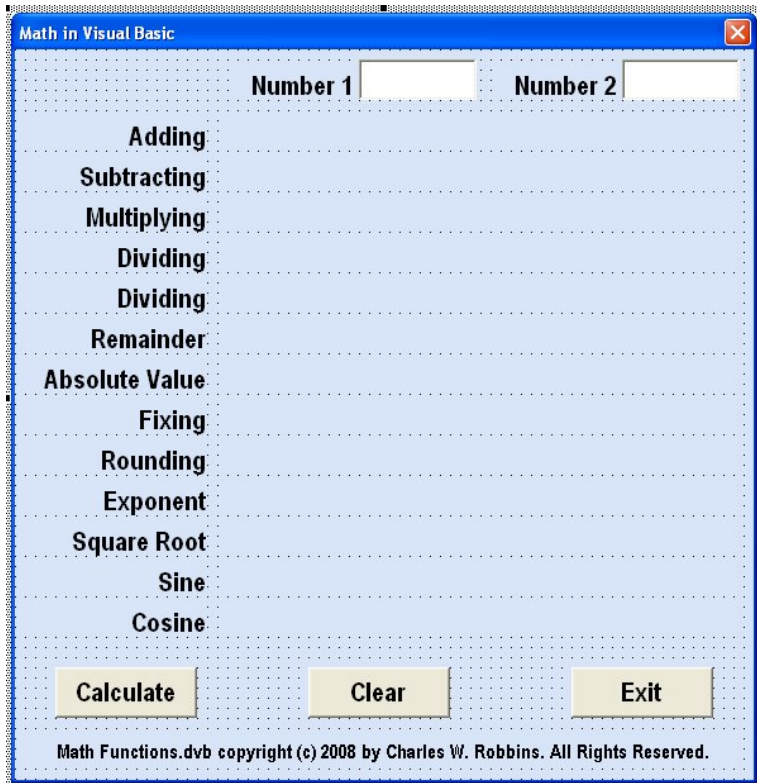 Math in Visual Basic
Number 1 Number 2
Adding
Subtracting
Multiplying
Dividing
Dividing
Remainder
Absolute Value
Fixing
Rounding
Exponent
Square Root
Sine
Cosine
Calculate Clear Exit
Math Functions.dvb copyright (c) 2008 by Charles W. Robbins. All Rights Reserved.